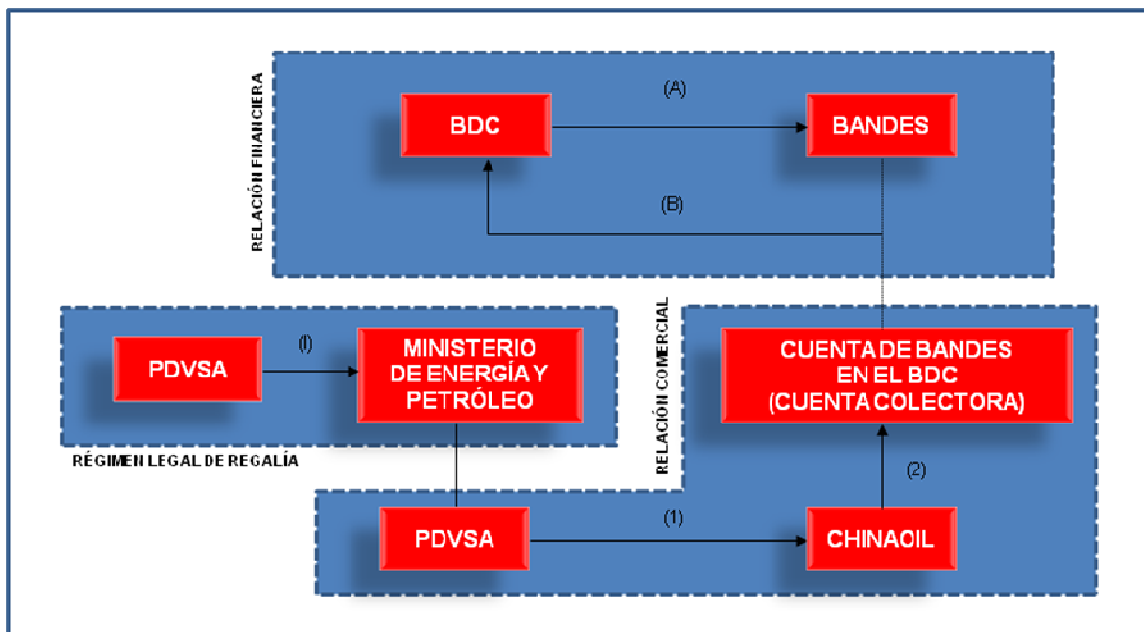 RELACIÓN FINANCIERA
(A)
BDC
BANDES
(B)
RELACIÓN COMERCIAL
PDVSA
(I)
MINISTERIO
DE ENERGÍA Y
PETRÓLEO
CUENTA DE BANDES
EN EL BDC
(CUENTA COLECTORA)
RÉGIMEN LEGAL DE REGALÍA
(2)
PDVSA
(1)
CHINAOIL